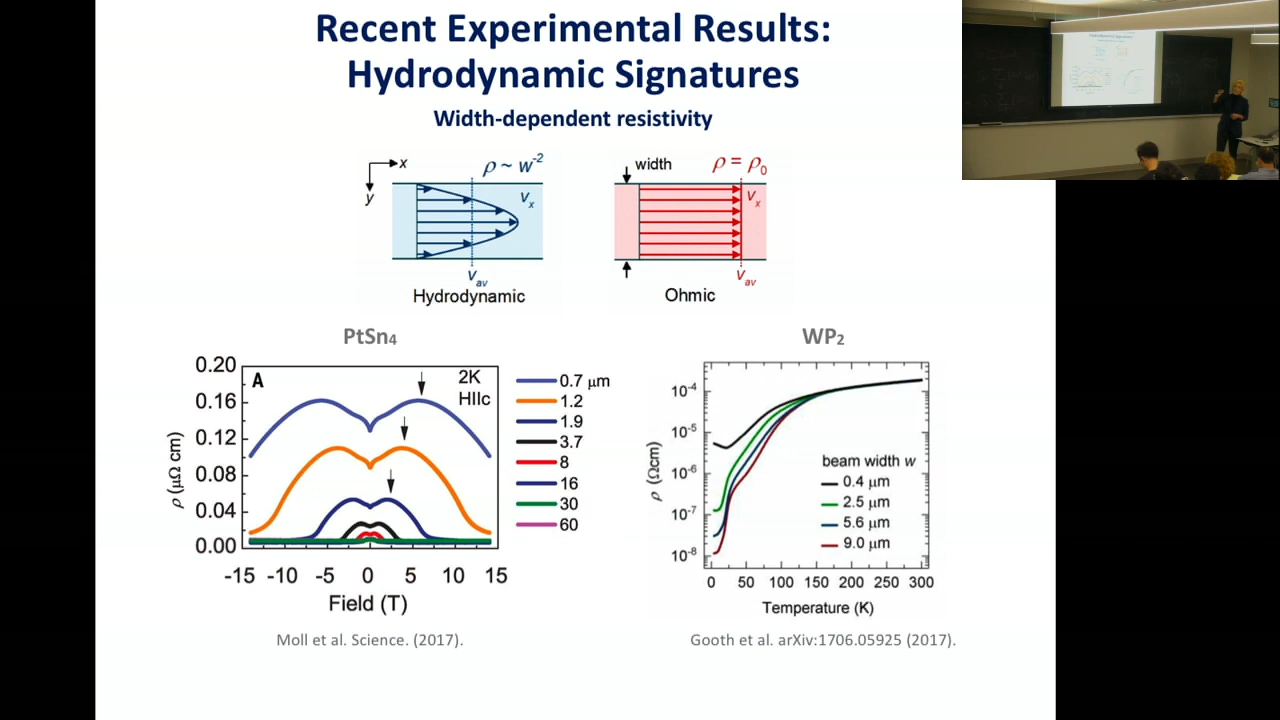 Recent Experimental Results:
Hydrodynamic Signatures
Width-dependent resistivity
x
y
ρ ~ w⁻²
vₓ
v_av
Hydrodynamic
width
ρ = ρ₀
vₓ
v_av
Ohmic
PtSn₄
A
2K
HIIc
0.20
0.16
0.12
0.08
0.04
0.00
ρ (μΩ cm)
-15 -10 -5 0 5 10 15
Field (T)
0.7 μm
1.2
1.9
3.7
8
16
30
60
Moll et al. Science. (2017).
WP₂
10⁻⁴
10⁻⁵
10⁻⁶
10⁻⁷
10⁻⁸
ρ (Ωcm)
beam width w
0.4 μm
2.5 μm
5.6 μm
9.0 μm
0 50 100 150 200 250 300
Temperature (K)
Gooth et al. arXiv:1706.05925 (2017).